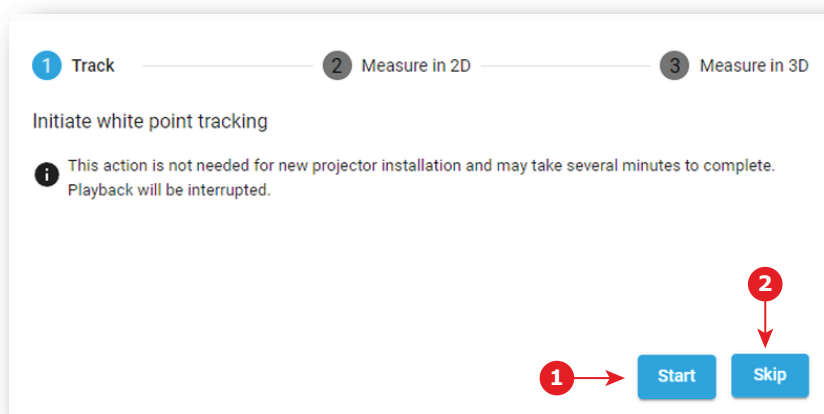 1 Track 2 Measure in 2D 3 Measure in 3D
Initiate white point tracking
i This action is not needed for new projector installation and may take several minutes to complete.
Playback will be interrupted.
2
1 Start Skip